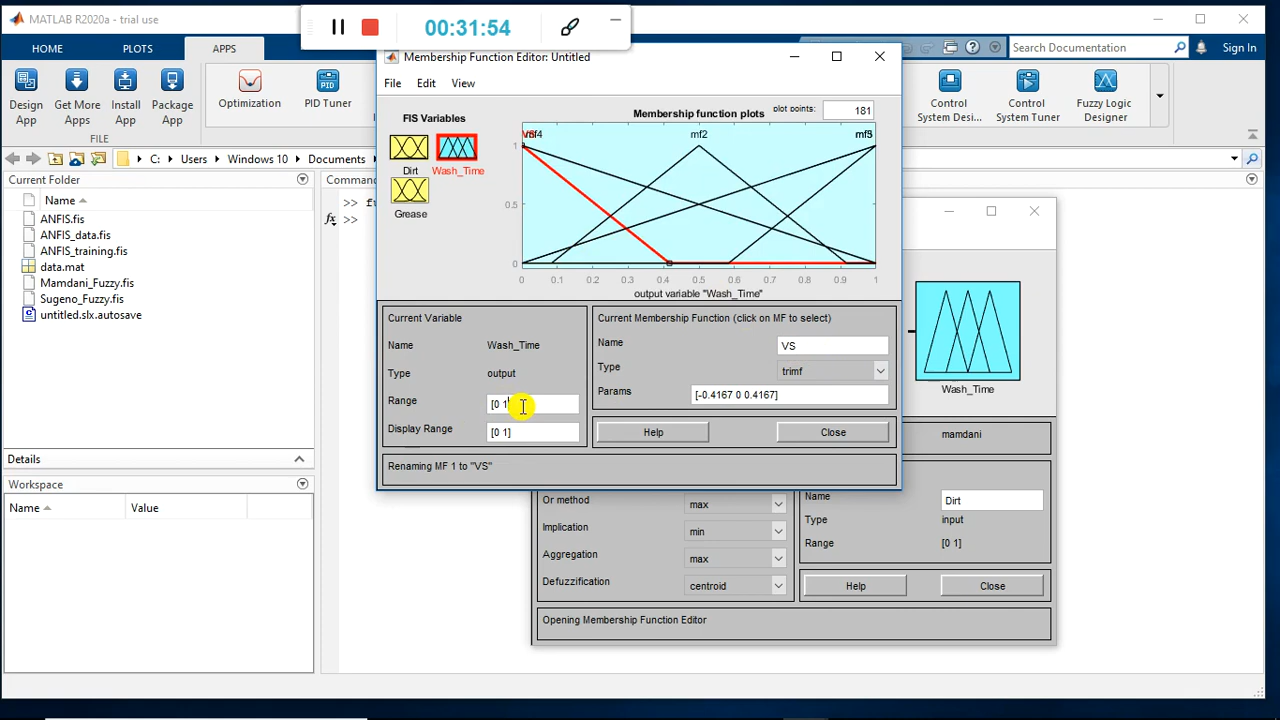 MATLAB R2020a - trial use
00:31:54
HOME
PLOTS
APPS
Search Documentation
Sign In
Design
App
Get More
Apps
Install
App
Package
App
Optimization
PID Tuner
Control
System Desi...
Control
System Tuner
Fuzzy Logic
Designer
FILE
C:
Users
Windows 10
Documents
Current Folder
Name
ANFIS.fis
ANFIS_data.fis
ANFIS_training.fis
data.mat
Mamdani_Fuzzy.fis
Sugeno_Fuzzy.fis
untitled.slx.autosave
Details
Workspace
Name
Value
>>
fx >>
Membership Function Editor: Untitled
File
Edit
View
FIS Variables
Dirt
Wash_Time
Grease
Membership function plots
plot points:
181
mf2
1
0.5
0
0 0.1 0.2 0.3 0.4 0.5 0.6 0.7 0.8 0.9 1
output variable "Wash_Time"
Current Variable
Name
Wash_Time
Type
output
Range
[0 1
Display Range
[0 1]
Current Membership Function (click on MF to select)
Name
VS
Type
trimf
Params
[-0.4167 0 0.4167]
Help
Close
Renaming MF 1 to "VS"
Wash_Time
mamdani
Or method
max
Implication
min
Aggregation
max
Defuzzification
centroid
Name
Dirt
Type
input
Range
[0 1]
Help
Close
Opening Membership Function Editor